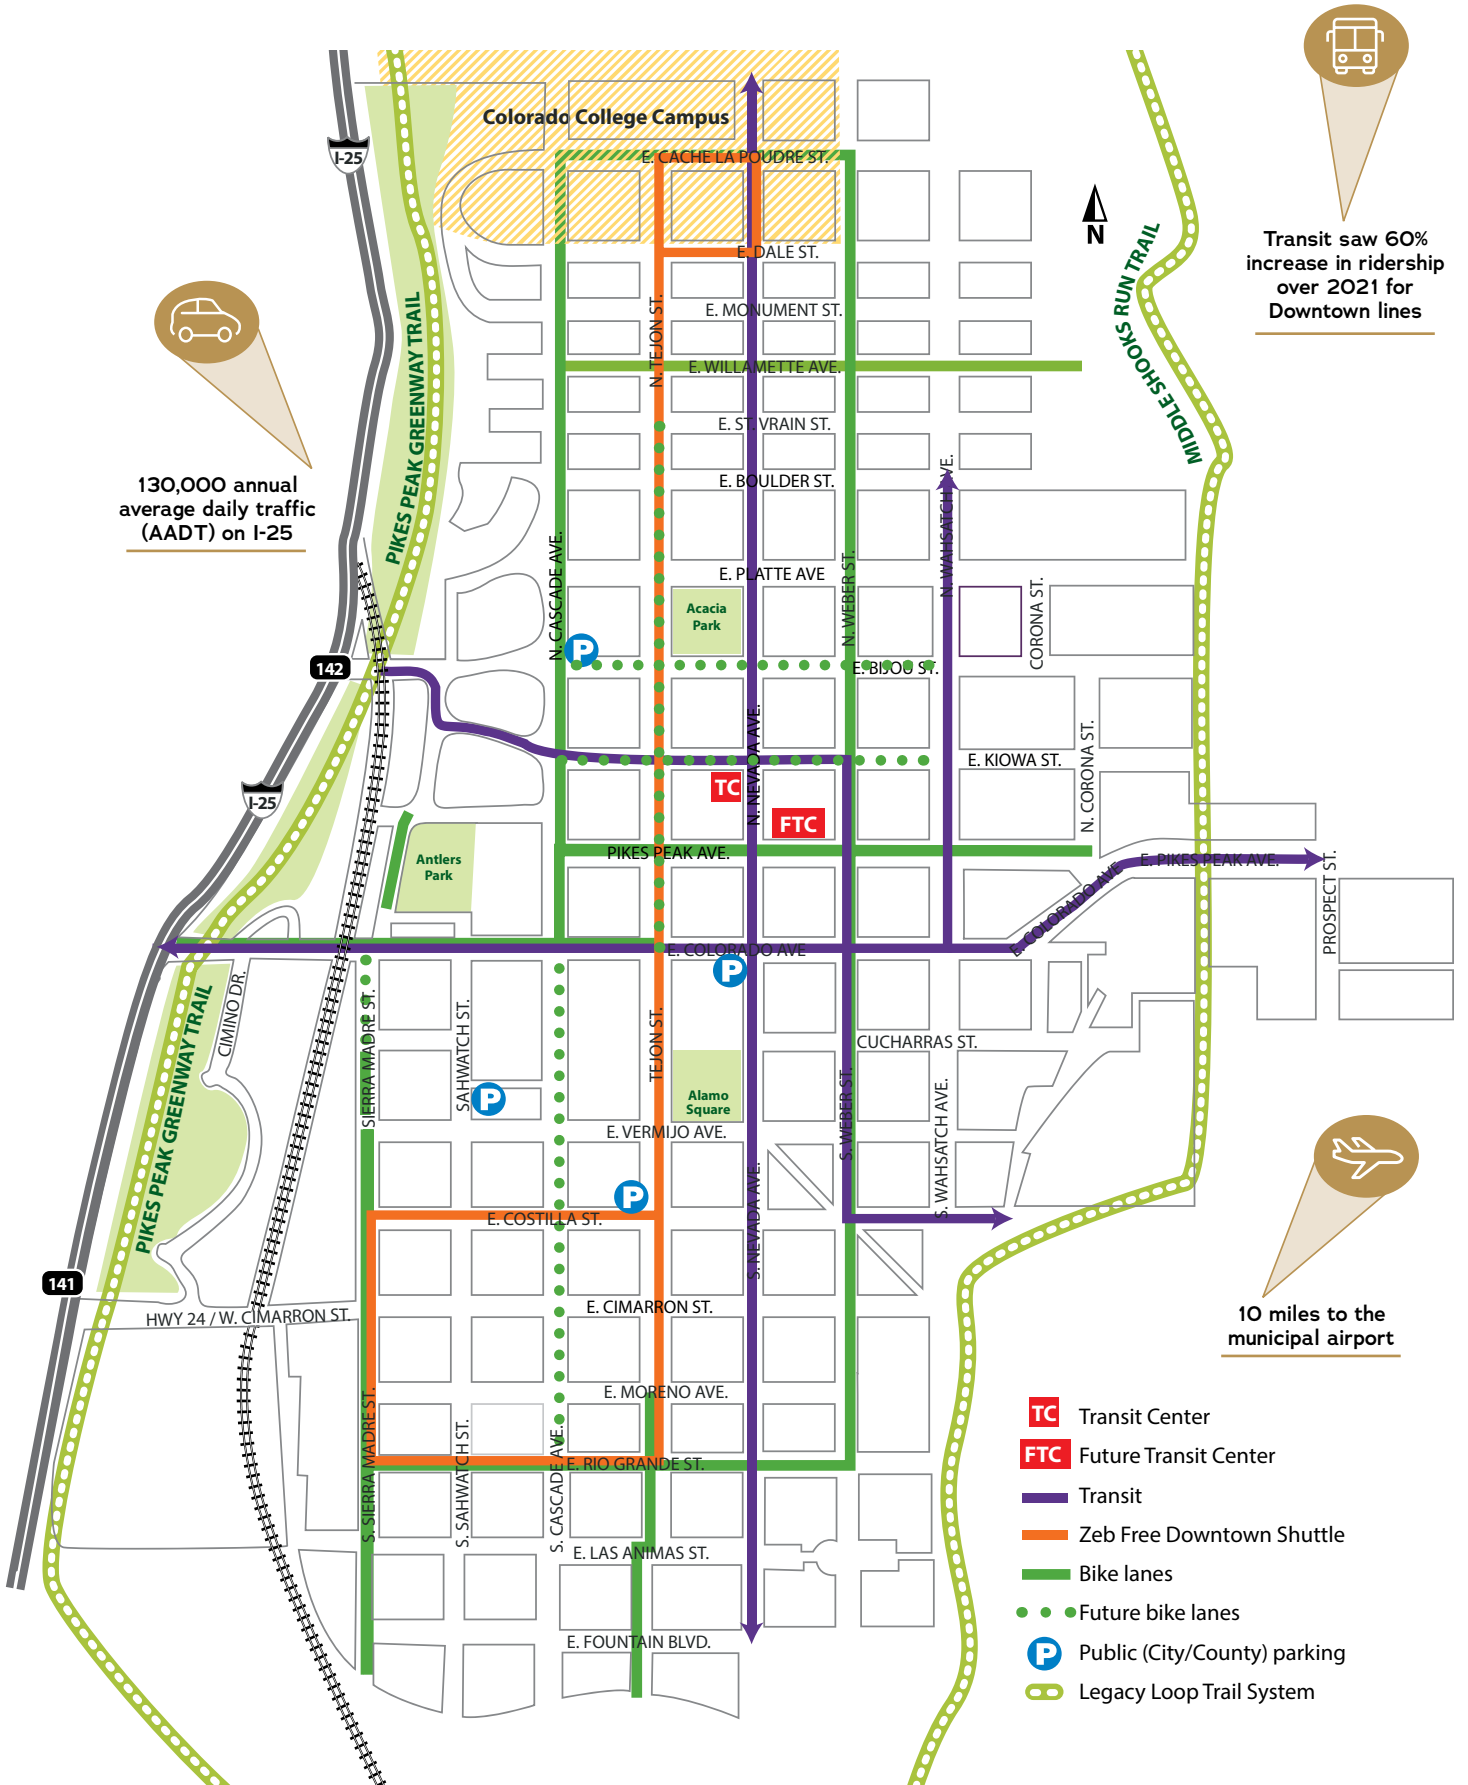 Colorado College Campus
I-25
E. CACHE LA POUDRE ST.
N
Transit saw 60%
increase in ridership
over 2021 for
Downtown lines
E. DALE ST.
MIDDLE SHOOKS RUN TRAIL
E. MONUMENT ST.
N. TEJON ST.
PIKES PEAK GREENWAY TRAIL
E. WILLAMETTE AVE.
E. ST. VRAIN ST.
130,000 annual
average daily traffic
(AADT) on I-25
E. BOULDER ST.
N. WAHSATCH AVE.
N. CASCADE AVE.
E. PLATTE AVE
N. WEBER ST.
CORONA ST.
Acacia
Park
P
142
E. BIJOU ST.
N. NEVADA AVE.
E. KIOWA ST.
N. CORONA ST.
TC
I-25
FTC
PIKES PEAK AVE.
Antlers
Park
E. PIKES PEAK AVE.
E. COLORADO AVE
PROSPECT ST.
E. COLORADO AVE
P
CIMINO DR.
PIKES PEAK GREENWAY TRAIL
SIERRA MADRE ST.
SAHWATCH ST.
TEJON ST.
CUCHARRAS ST.
P
Alamo
Square
S. WEBER ST.
S. WAHSATCH AVE.
E. VERMIJO AVE.
P
E. COSTILLA ST.
S. NEVADA AVE.
141
HWY 24 / W. CIMARRON ST.
E. CIMARRON ST.
10 miles to the
municipal airport
E. MORENO AVE.
S. SIERRA MADRE ST.
S. SAHWATCH ST.
S. CASCADE AVE.
E. RIO GRANDE ST.
E. LAS ANIMAS ST.
E. FOUNTAIN BLVD.
TC Transit Center
FTC Future Transit Center
Transit
Zeb Free Downtown Shuttle
Bike lanes
Future bike lanes
P Public (City/County) parking
Legacy Loop Trail System